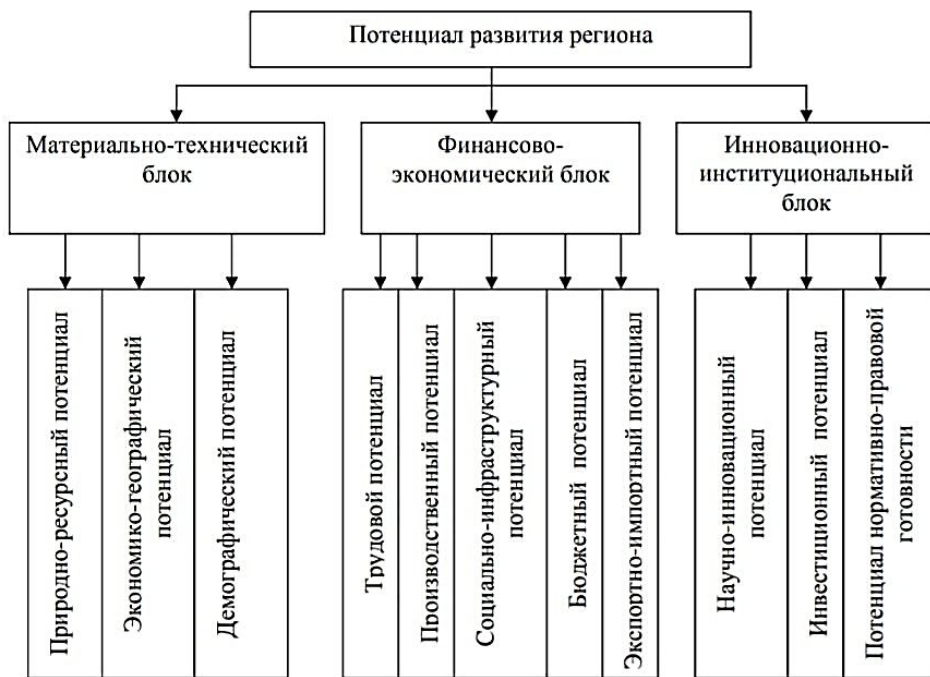 Потенциал развития региона
Материально-технический
блок
Финансово-
экономический блок
Инновационно-
институциональный
блок
Природно-ресурсный потенциал
Экономико-географический
потенциал
Демографический потенциал
Трудовой потенциал
Производственный потенциал
Социально-инфраструктурный
потенциал
Бюджетный потенциал
Экспортно-импортный потенциал
Научно-инновационный
потенциал
Инвестиционный потенциал
Потенциал нормативно-правовой
готовности